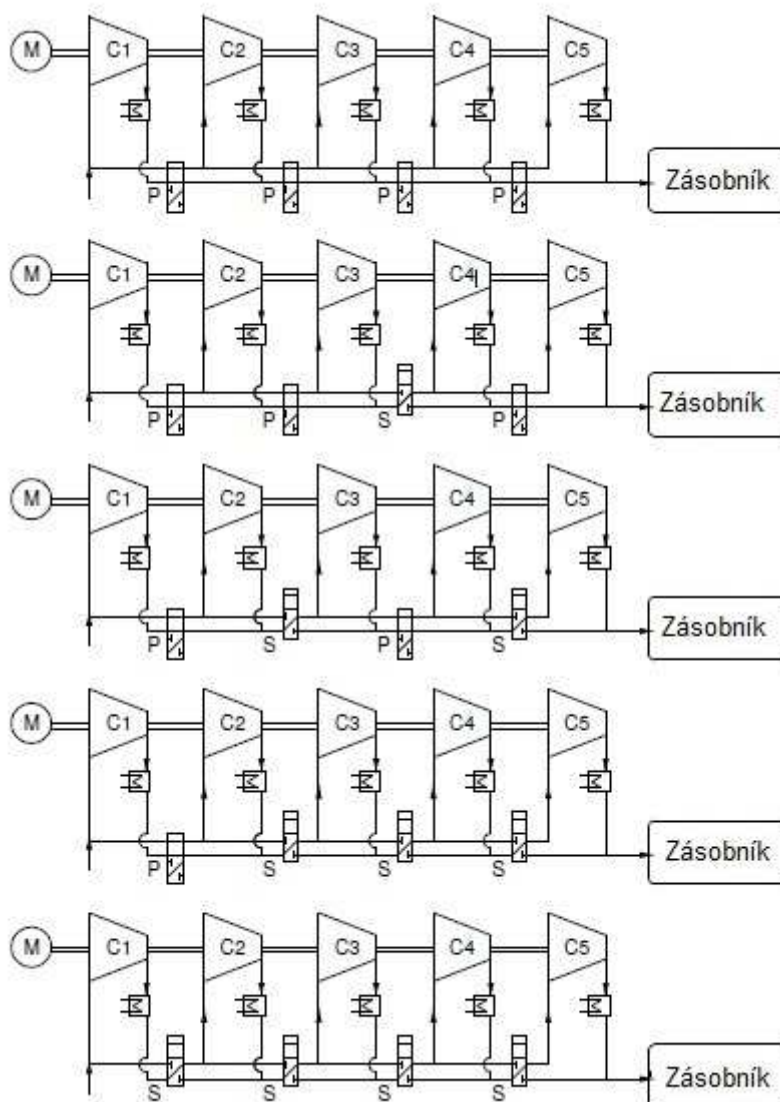 M C1 C2 C3 C4 C5
P P P P Zásobník
M C1 C2 C3 C4 C5
P P S P Zásobník
M C1 C2 C3 C4 C5
P S P S Zásobník
M C1 C2 C3 C4 C5
P S S S Zásobník
M C1 C2 C3 C4 C5
S S S S Zásobník